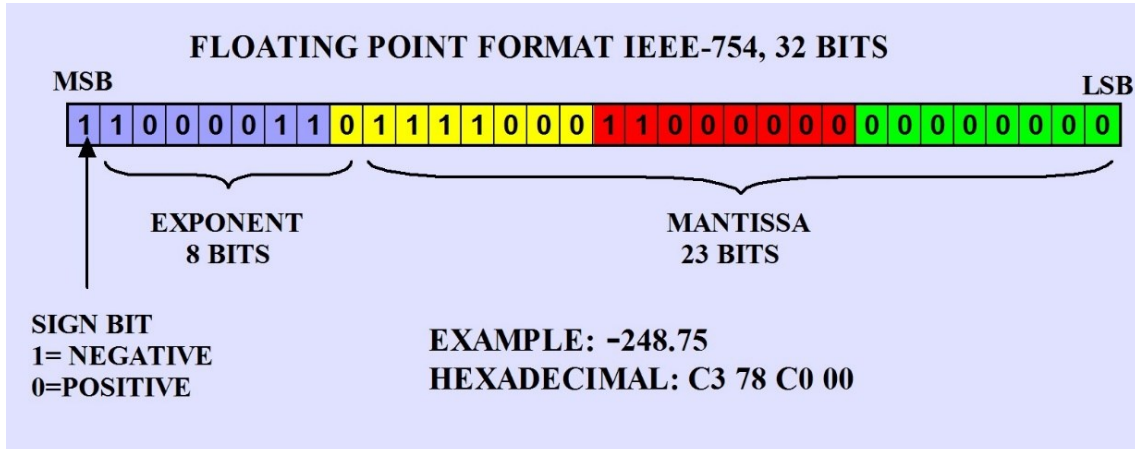 FLOATING POINT FORMAT IEEE-754, 32 BITS
MSB LSB
1 1 0 0 0 0 1 1 0 1 1 1 1 0 0 0 1 1 0 0 0 0 0 0 0 0 0 0 0 0 0 0
EXPONENT
8 BITS
MANTISSA
23 BITS
SIGN BIT
1= NEGATIVE
0=POSITIVE
EXAMPLE: -248.75
HEXADECIMAL: C3 78 C0 00